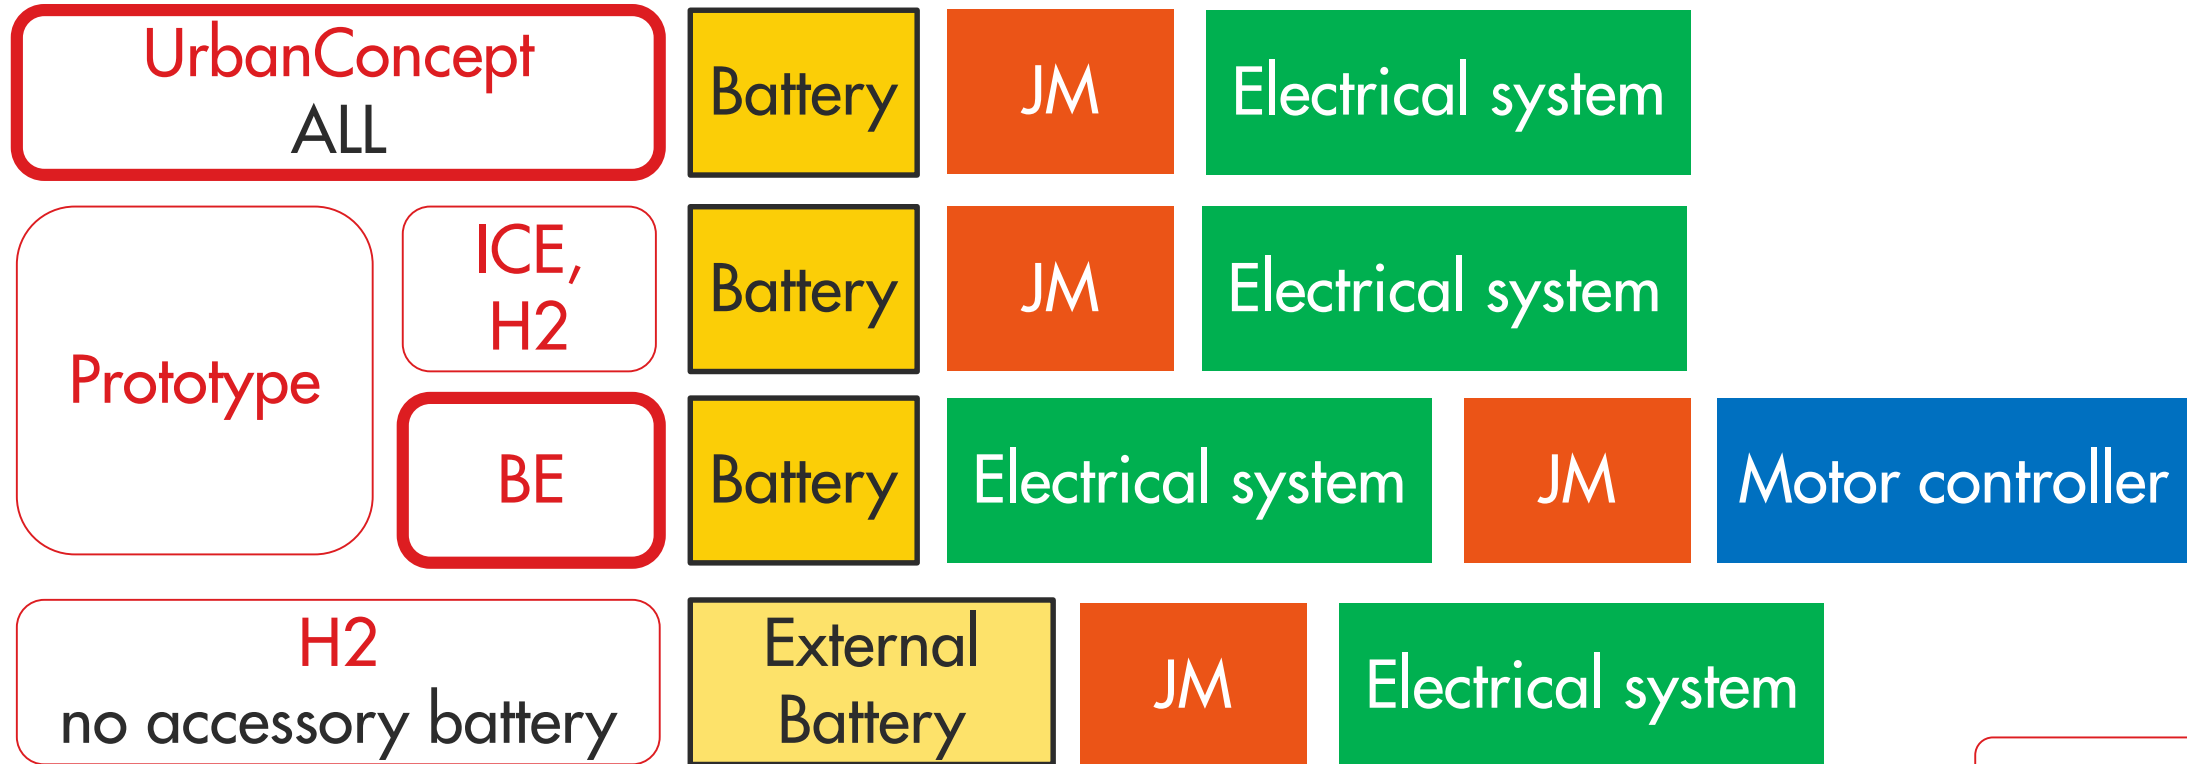 UrbanConcept
ALL
Battery
JM
Electrical system
Prototype
ICE,
H2
Battery
JM
Electrical system
BE
Battery
Electrical system
JM
Motor controller
H2
no accessory battery
External
Battery
JM
Electrical system